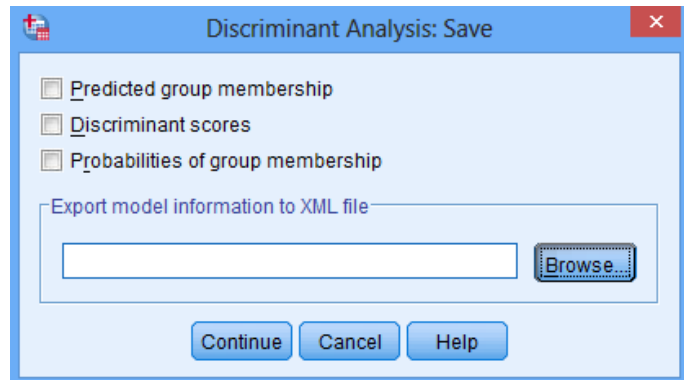 Discriminant Analysis: Save
Predicted group membership
Discriminant scores
Probabilities of group membership
Export model information to XML file
Browse...
Continue Cancel Help